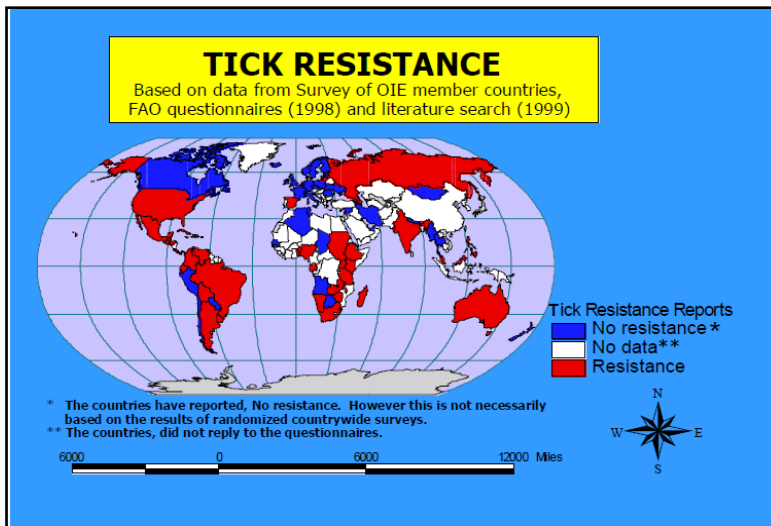 TICK RESISTANCE
Based on data from Survey of OIE member countries,
FAO questionnaires (1998) and literature search (1999)
Tick Resistance Reports
No resistance*
No data**
Resistance
* The countries have reported, No resistance. However this is not necessarily
based on the results of randomized countrywide surveys.
** The countries, did not reply to the questionnaires.
N
W E
S
6000 0 6000 12000 Miles